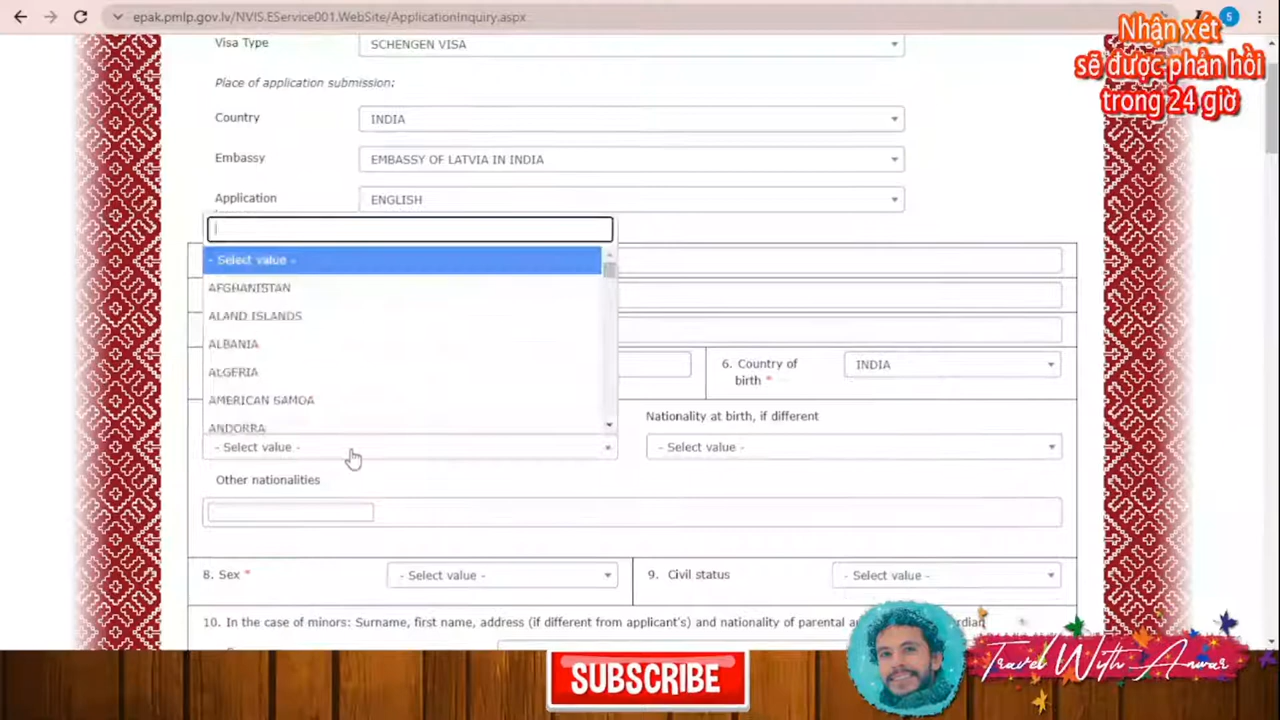 epak.pmlp.gov.lv/NVIS.EService001.WebSite/ApplicationInquiry.aspx
5
Nhận xét
sẽ được phản hồi
trong 24 giờ
Visa Type
SCHENGEN VISA
Place of application submission:
Country
INDIA
Embassy
EMBASSY OF LATVIA IN INDIA
Application
ENGLISH
- Select value -
AFGHANISTAN
ALAND ISLANDS
ALBANIA
ALGERIA
AMERICAN SAMOA
ANDORRA
6. Country of
birth *
INDIA
Nationality at birth, if different
- Select value -
- Select value -
Other nationalities
8. Sex *
- Select value -
9. Civil status
- Select value -
10. In the case of minors: Surname, first name, address (if different from applicant's) and nationality of parental
SUBSCRIBE
Travel With Anwar